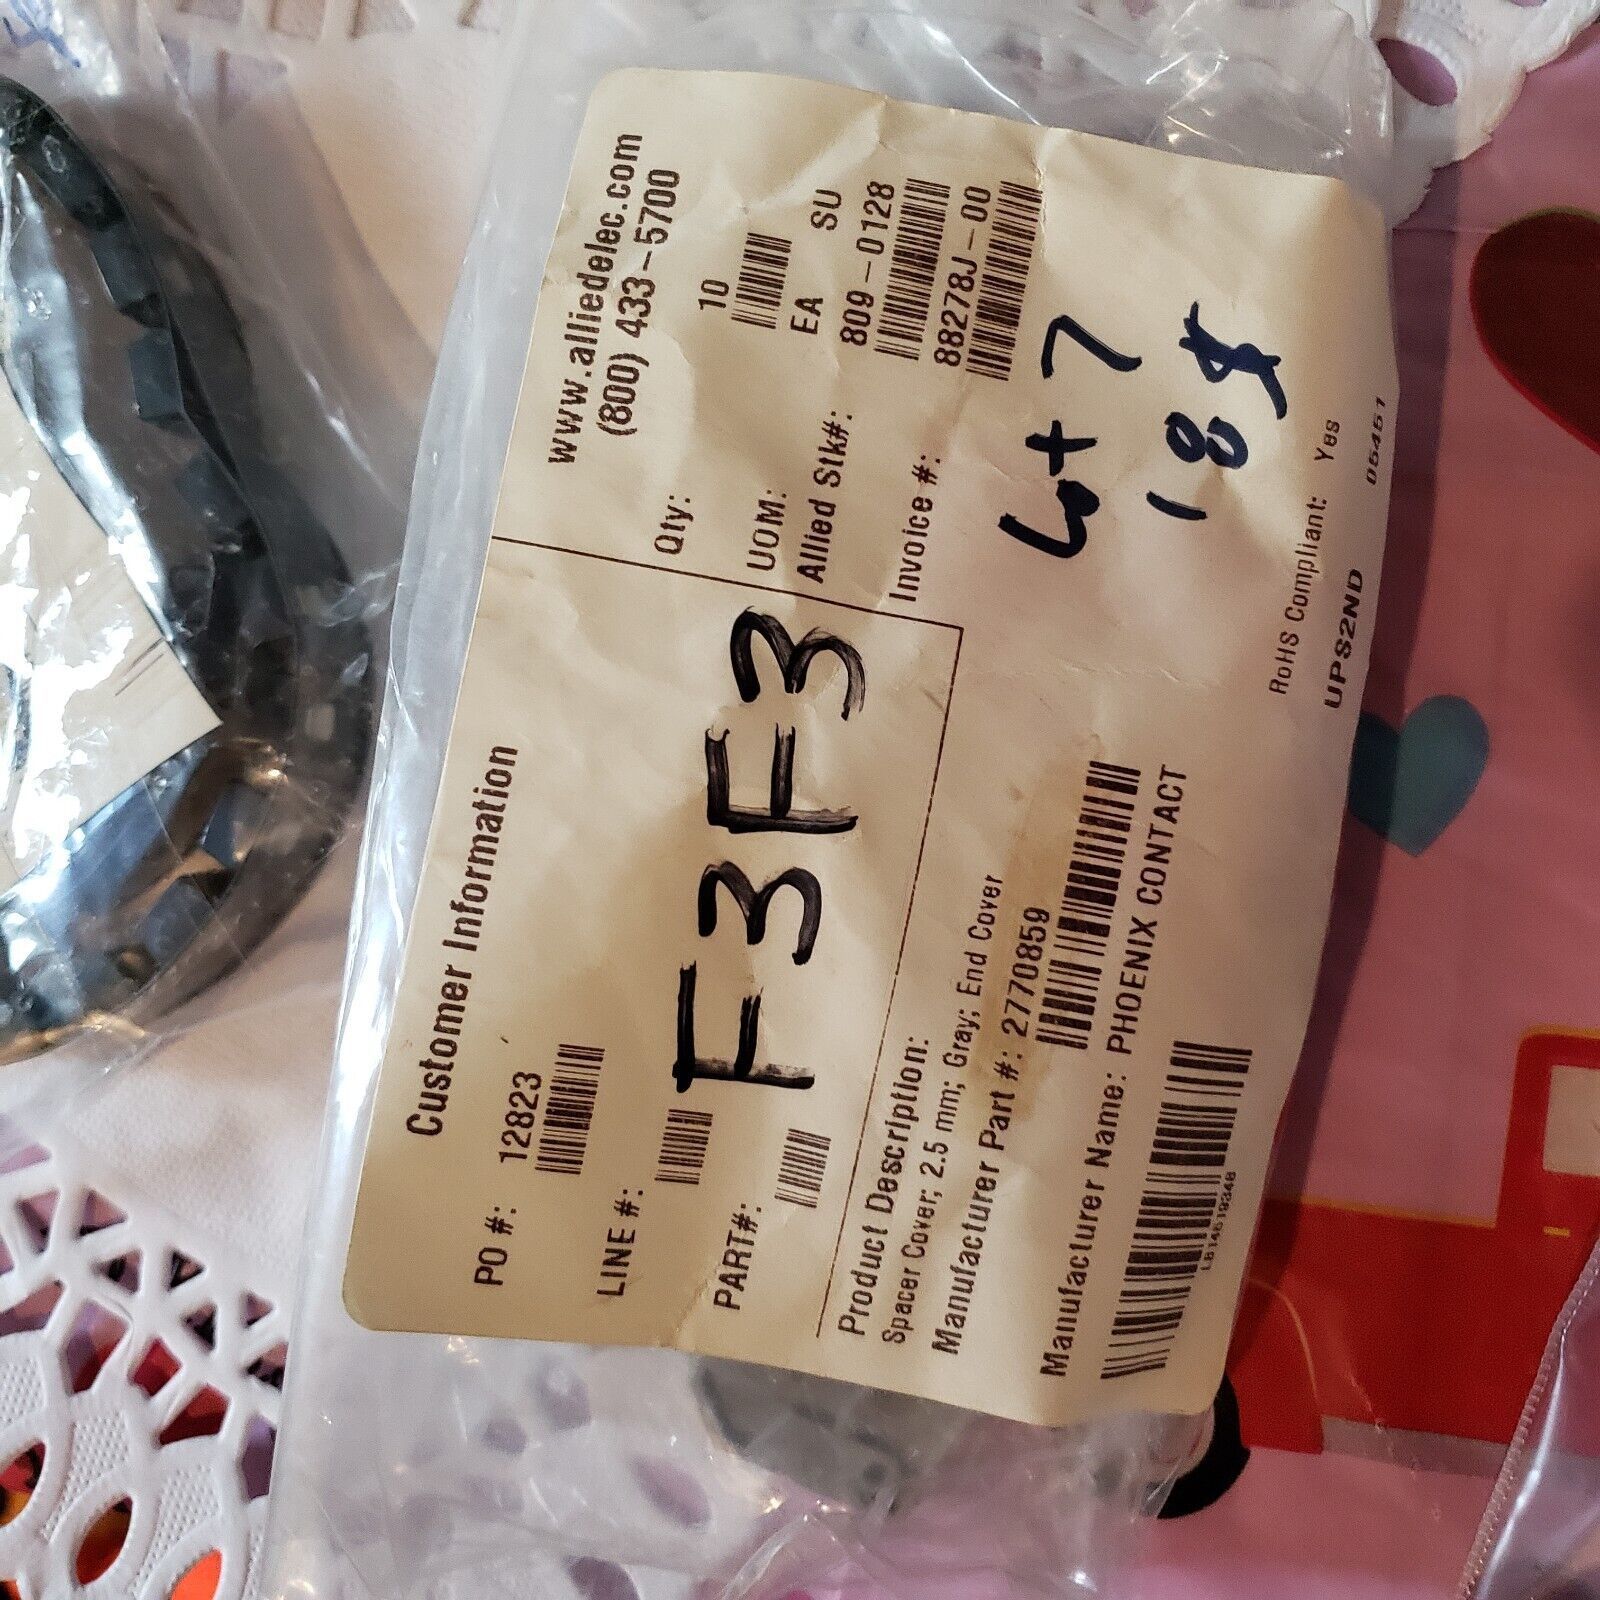 www.alliedelec.com
(800) 433-5700
Customer Information
PO #: 12823
LINE #:
PART#:
F3F3
Qty: 10
UOM: EA SU
Allied Stk#: 809-0128
Invoice #: 88278J-00
Product Description:
Spacer Cover; 2.5 mm; Gray; End Cover
Manufacturer Part #: 2770859
Manufacturer Name: PHOENIX CONTACT
LB14619348
18$
RoHS Compliant: Yes
UPS2ND 05451